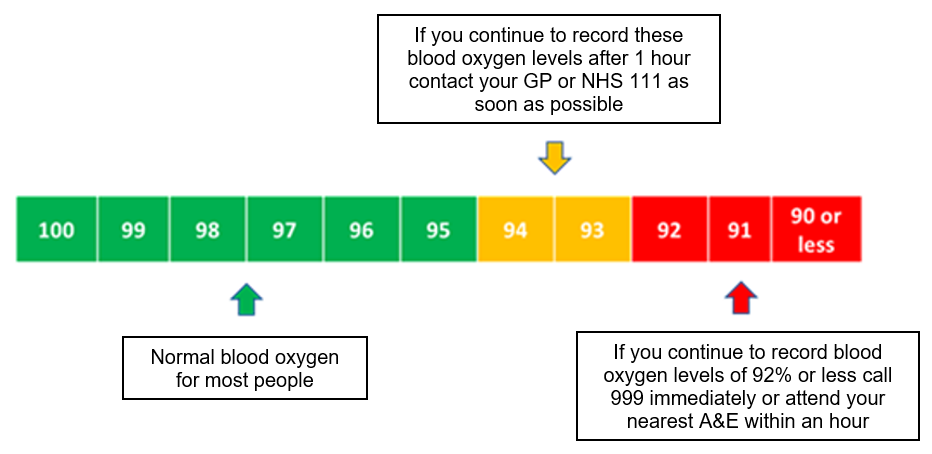 If you continue to record these
blood oxygen levels after 1 hour
contact your GP or NHS 111 as
soon as possible
100 99 98 97 96 95 94 93 92 91 90 or
less
Normal blood oxygen
for most people
If you continue to record blood
oxygen levels of 92% or less call
999 immediately or attend your
nearest A&E within an hour